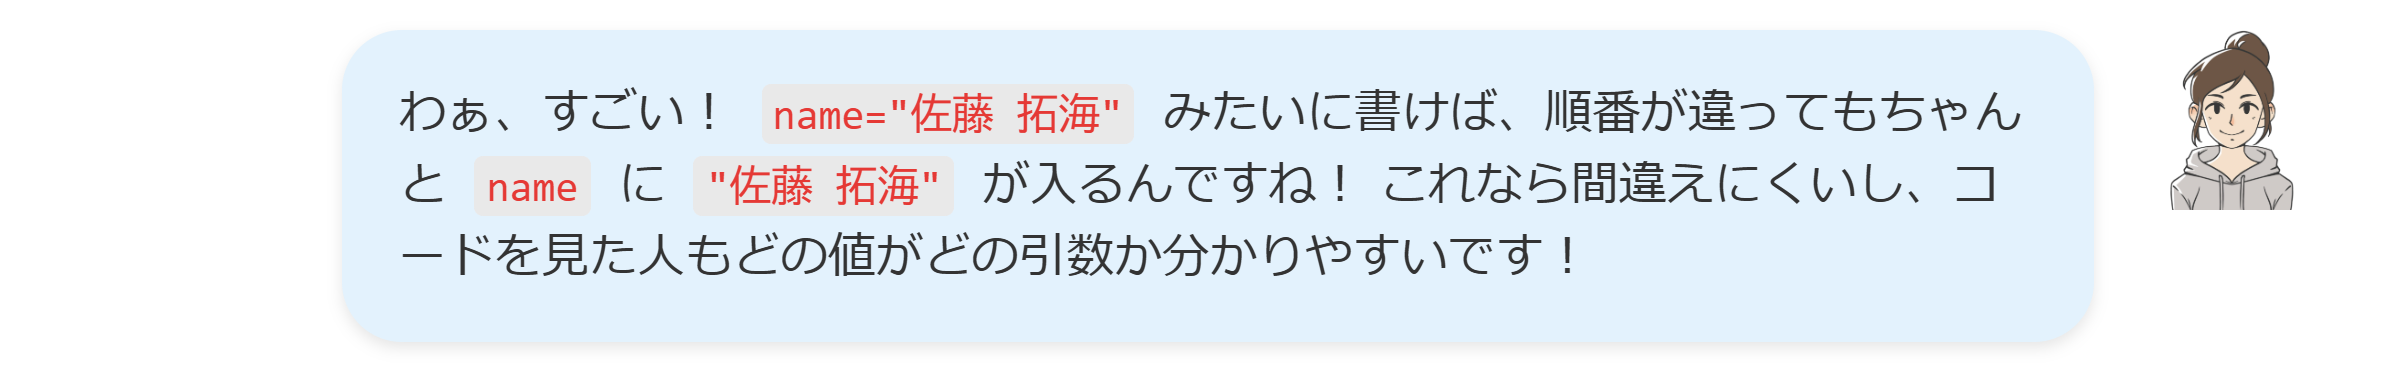 わぁ、すごい！ name="佐藤 拓海" みたいに書けば、順番が違ってもちゃん
と name に "佐藤 拓海" が入るんですね！ これなら間違えにくいし、コ
ードを見た人もどの値がどの引数か分かりやすいです！